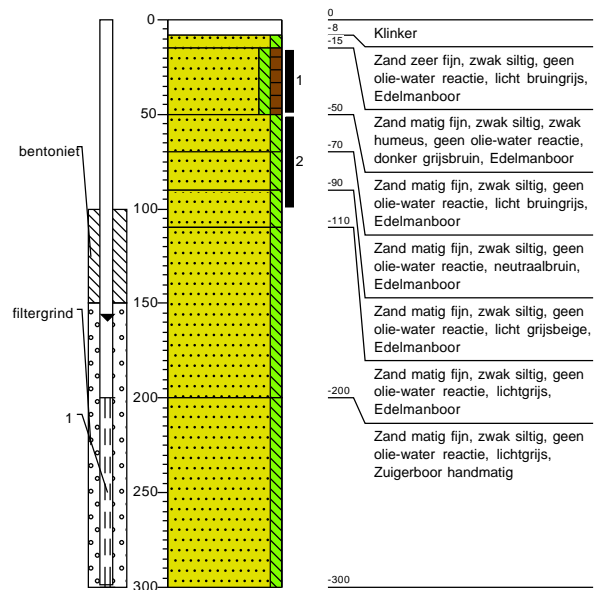 bentoniet
filtergrind
1
0
50
100
150
200
250
300
1
2
0
-8
-15
-50
-70
-90
-110
-200
-300
Klinker
Zand zeer fijn, zwak siltig, geen
olie-water reactie, licht bruingrijs,
Edelmanboor
Zand matig fijn, zwak siltig, zwak
humeus, geen olie-water reactie,
donker grijsbruin, Edelmanboor
Zand matig fijn, zwak siltig, geen
olie-water reactie, licht bruingrijs,
Edelmanboor
Zand matig fijn, zwak siltig, geen
olie-water reactie, neutraalbruin,
Edelmanboor
Zand matig fijn, zwak siltig, geen
olie-water reactie, licht grijsbeige,
Edelmanboor
Zand matig fijn, zwak siltig, geen
olie-water reactie, lichtgrijs,
Edelmanboor
Zand matig fijn, zwak siltig, geen
olie-water reactie, lichtgrijs,
Zuigerboor handmatig